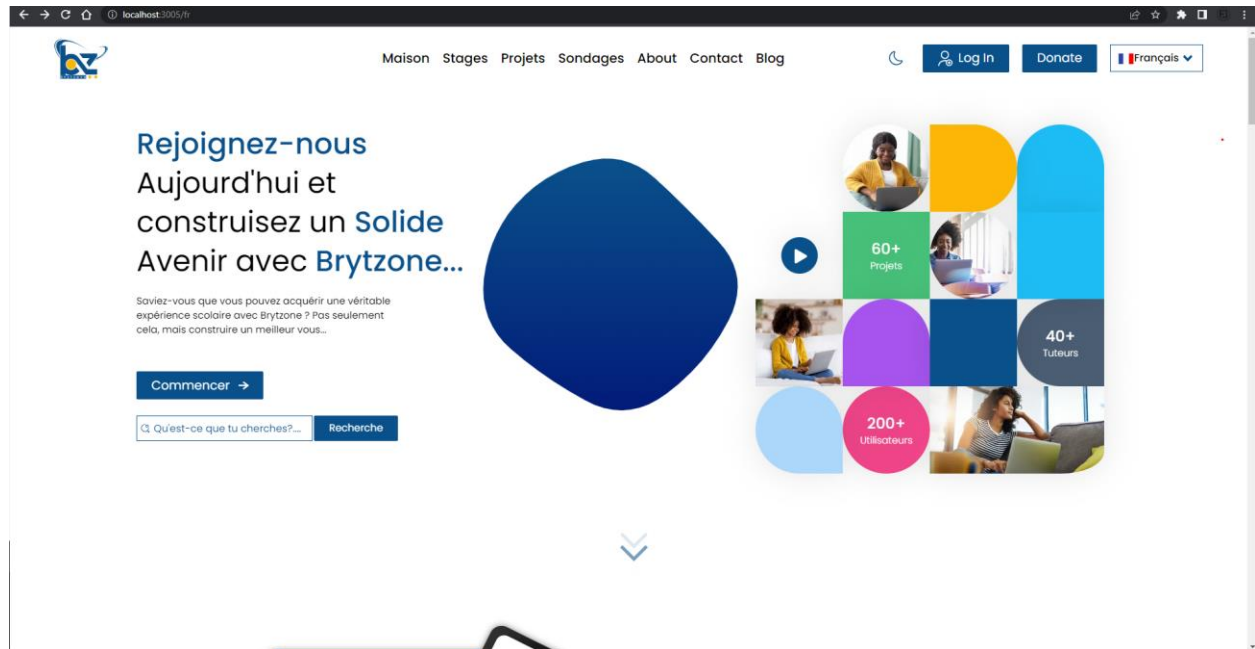 localhost:3005/fr
bz
Maison Stages Projets Sondages About Contact Blog
Log In
Donate
Français
Rejoignez-nous
Aujourd'hui et
construisez un Solide
Avenir avec Brytzone...
Saviez-vous que vous pouvez acquérir une véritable
expérience scolaire avec Brytzone ? Pas seulement
cela, mais construire un meilleur vous...
Commencer
Qu'est-ce que tu cherches?....
Recherche
60+
Projets
40+
Tuteurs
200+
Utilisateurs